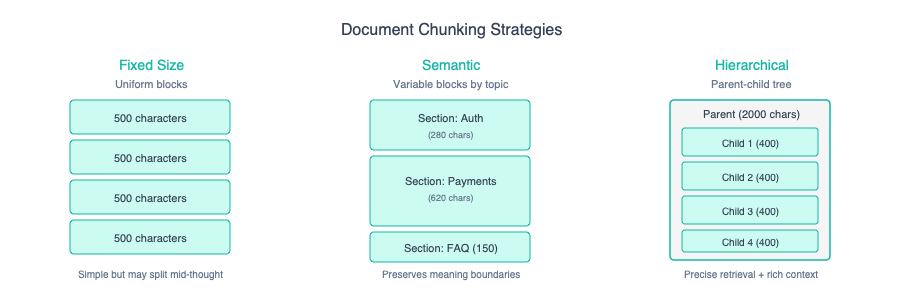 Document Chunking Strategies
Fixed Size
Uniform blocks
500 characters
500 characters
500 characters
500 characters
Simple but may split mid-thought
Semantic
Variable blocks by topic
Section: Auth
(280 chars)
Section: Payments
(620 chars)
Section: FAQ (150)
Preserves meaning boundaries
Hierarchical
Parent-child tree
Parent (2000 chars)
Child 1 (400)
Child 2 (400)
Child 3 (400)
Child 4 (400)
Precise retrieval + rich context